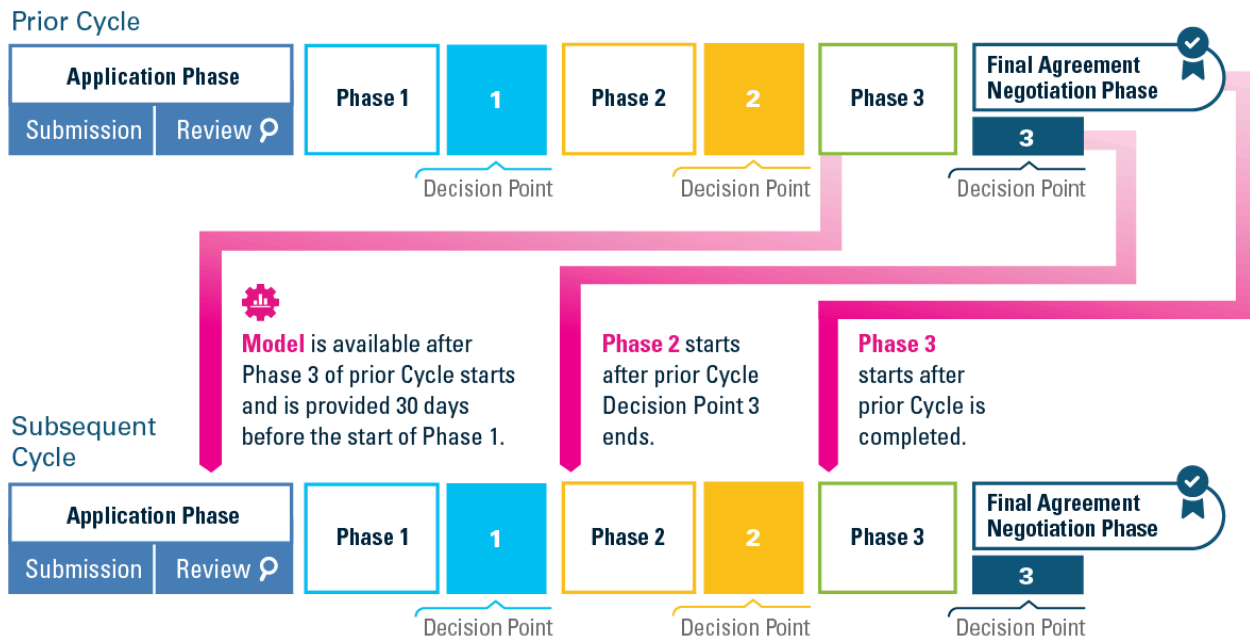 Prior Cycle
Application Phase
Submission
Review
Phase 1
1
Decision Point
Phase 2
2
Decision Point
Phase 3
Final Agreement
Negotiation Phase
3
Decision Point
Model is available after
Phase 3 of prior Cycle starts
and is provided 30 days
before the start of Phase 1.
Phase 2 starts
after prior Cycle
Decision Point 3
ends.
Phase 3
starts after
prior Cycle is
completed.
Subsequent
Cycle
Application Phase
Submission
Review
Phase 1
1
Decision Point
Phase 2
2
Decision Point
Phase 3
Final Agreement
Negotiation Phase
3
Decision Point